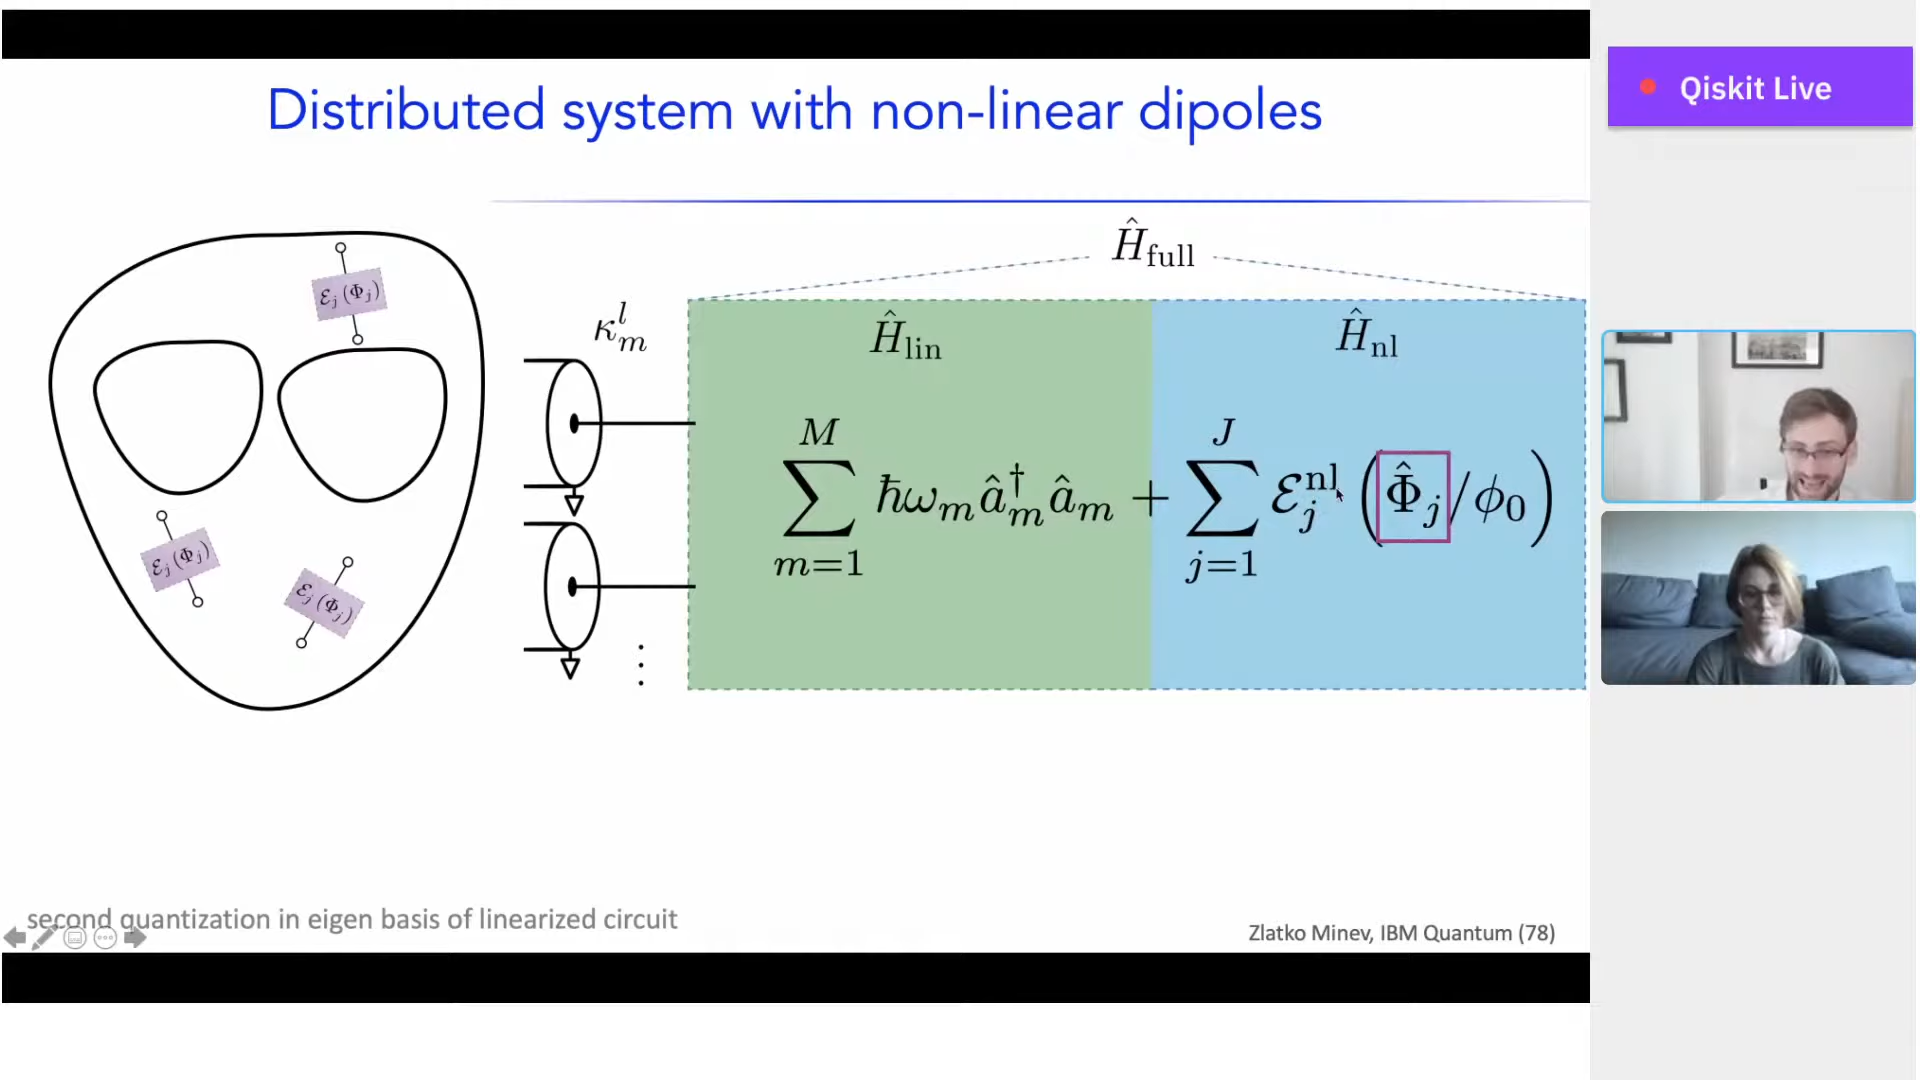 Distributed system with non-linear dipoles
Qiskit Live
Ĥ_full
ℰ_j (Φ_j)
κ_m^l
Ĥ_lin
Ĥ_nl
∑_{m=1}^{M} ħω_m â_m^† â_m + ∑_{j=1}^{J} ℰ_j^{nl} (Φ̂_j/ϕ_0)
ℰ_j (Φ_j)
ℰ_j (Φ_j)
⋮
second quantization in eigen basis of linearized circuit
Zlatko Minev, IBM Quantum (78)